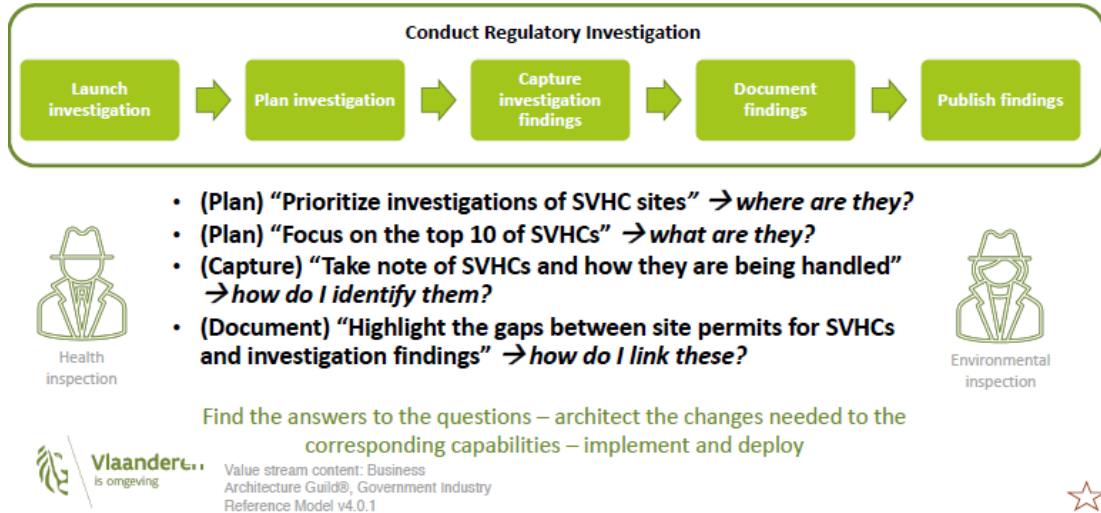 Conduct Regulatory Investigation
Launch
investigation
Plan investigation
Capture
investigation
findings
Document
findings
Publish findings
• (Plan) “Prioritize investigations of SVHC sites” → where are they?
• (Plan) “Focus on the top 10 of SVHCs” → what are they?
• (Capture) “Take note of SVHCs and how they are being handled”
→ how do I identify them?
• (Document) “Highlight the gaps between site permits for SVHCs
and investigation findings” → how do I link these?
Health
inspection
Environmental
inspection
Find the answers to the questions – architect the changes needed to the
corresponding capabilities – implement and deploy
Vlaanderen
is omgeving
Value stream content: Business
Architecture Guild®, Government Industry
Reference Model v4.0.1